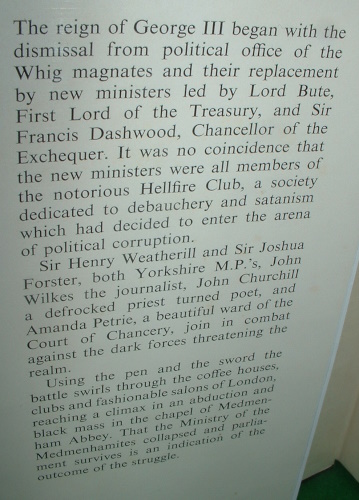 The reign of George III began with the
dismissal from political office of the
Whig magnates and their replacement
by new ministers led by Lord Bute,
First Lord of the Treasury, and Sir
Francis Dashwood, Chancellor of the
Exchequer. It was no coincidence that
the new ministers were all members of
the notorious Hellfire Club, a society
dedicated to debauchery and satanism
which had decided to enter the arena
of political corruption.
Sir Henry Weatherill and Sir Joshua
Forster, both Yorkshire M.P.'s, John
Wilkes the journalist, John Churchill
a defrocked priest turned poet, and
Amanda Petrie, a beautiful ward of the
Court of Chancery, join in combat
against the dark forces threatening the
realm.
Using the pen and the sword the
battle swirls through the coffee houses,
clubs and fashionable salons of London,
reaching a climax in an abduction and
black mass in the chapel of Medmen-
ham Abbey. That the Ministry of the
Medmenhamites collapsed and parlia-
ment survives is an indication of the
outcome of the struggle.